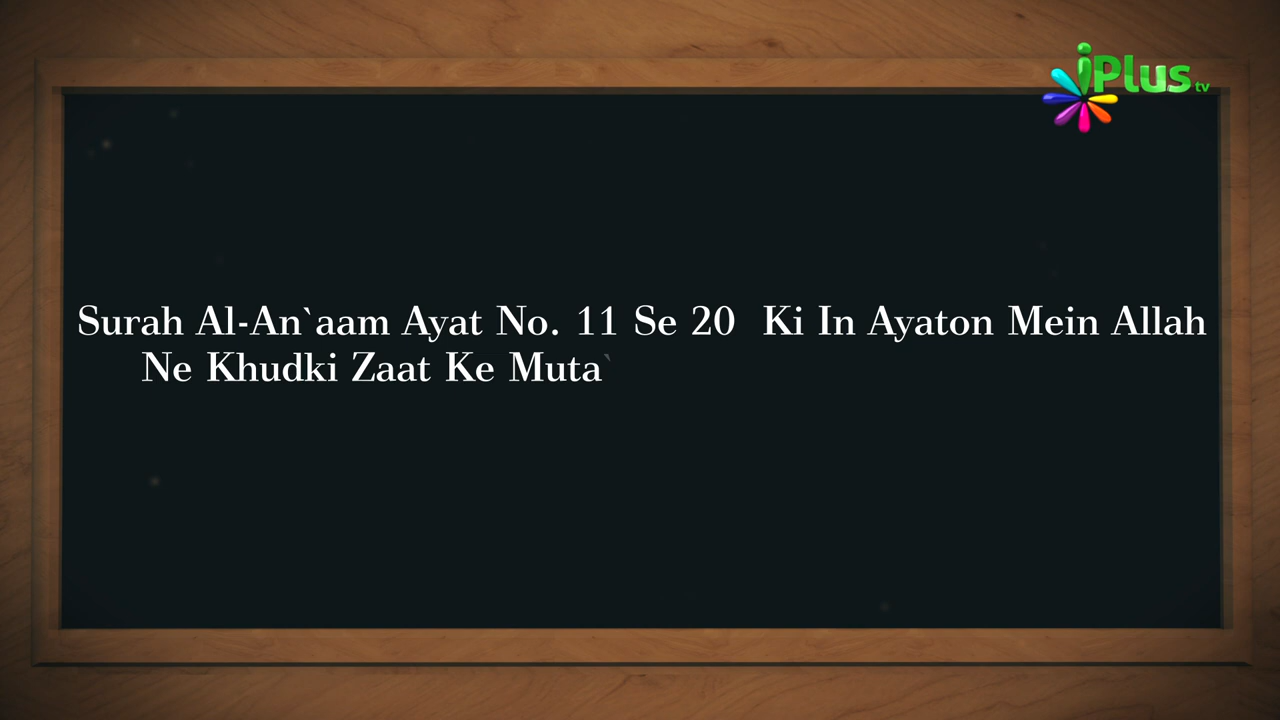 iPlus tv
Surah Al-An`aam Ayat No. 11 Se 20 Ki In Ayaton Mein Allah
Ne Khudki Zaat Ke Muta`